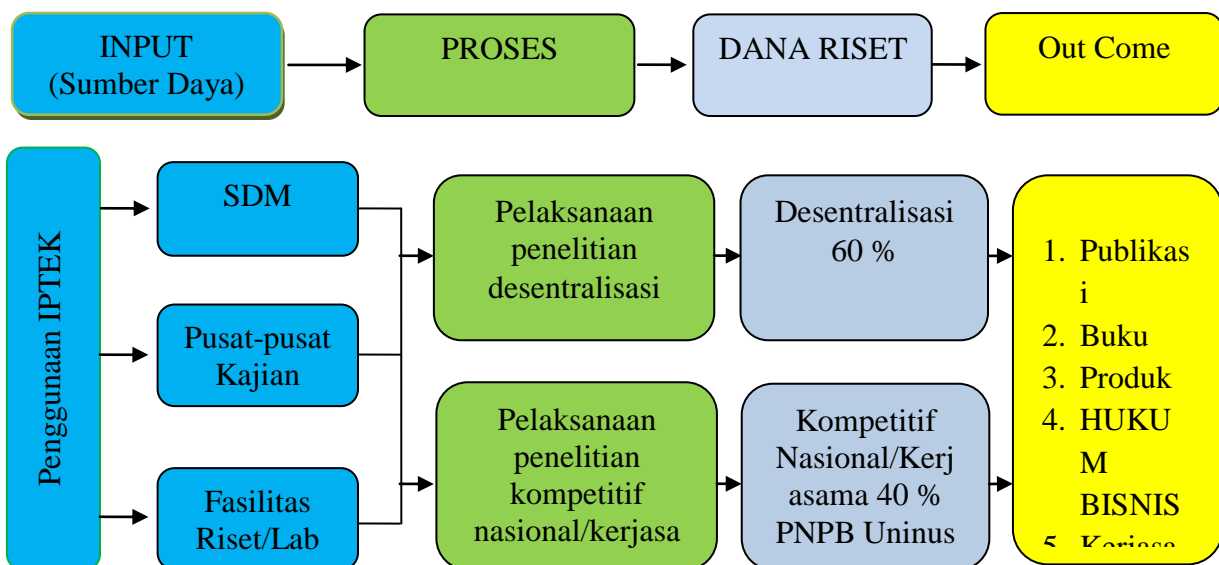 INPUT
(Sumber Daya)
PROSES
DANA RISET
Out Come
Penggunaan IPTEK
SDM
Pusat-pusat
Kajian
Fasilitas
Riset/Lab
Pelaksanaan
penelitian
desentralisasi
Pelaksanaan
penelitian
kompetitif
nasional/kerjasa
Desentralisasi
60 %
Kompetitif
Nasional/Kerj
asama 40 %
PNPB Uninus
1. Publikas
i
2. Buku
3. Produk
4. HUKU
M
BISNIS
5. Kerjasa